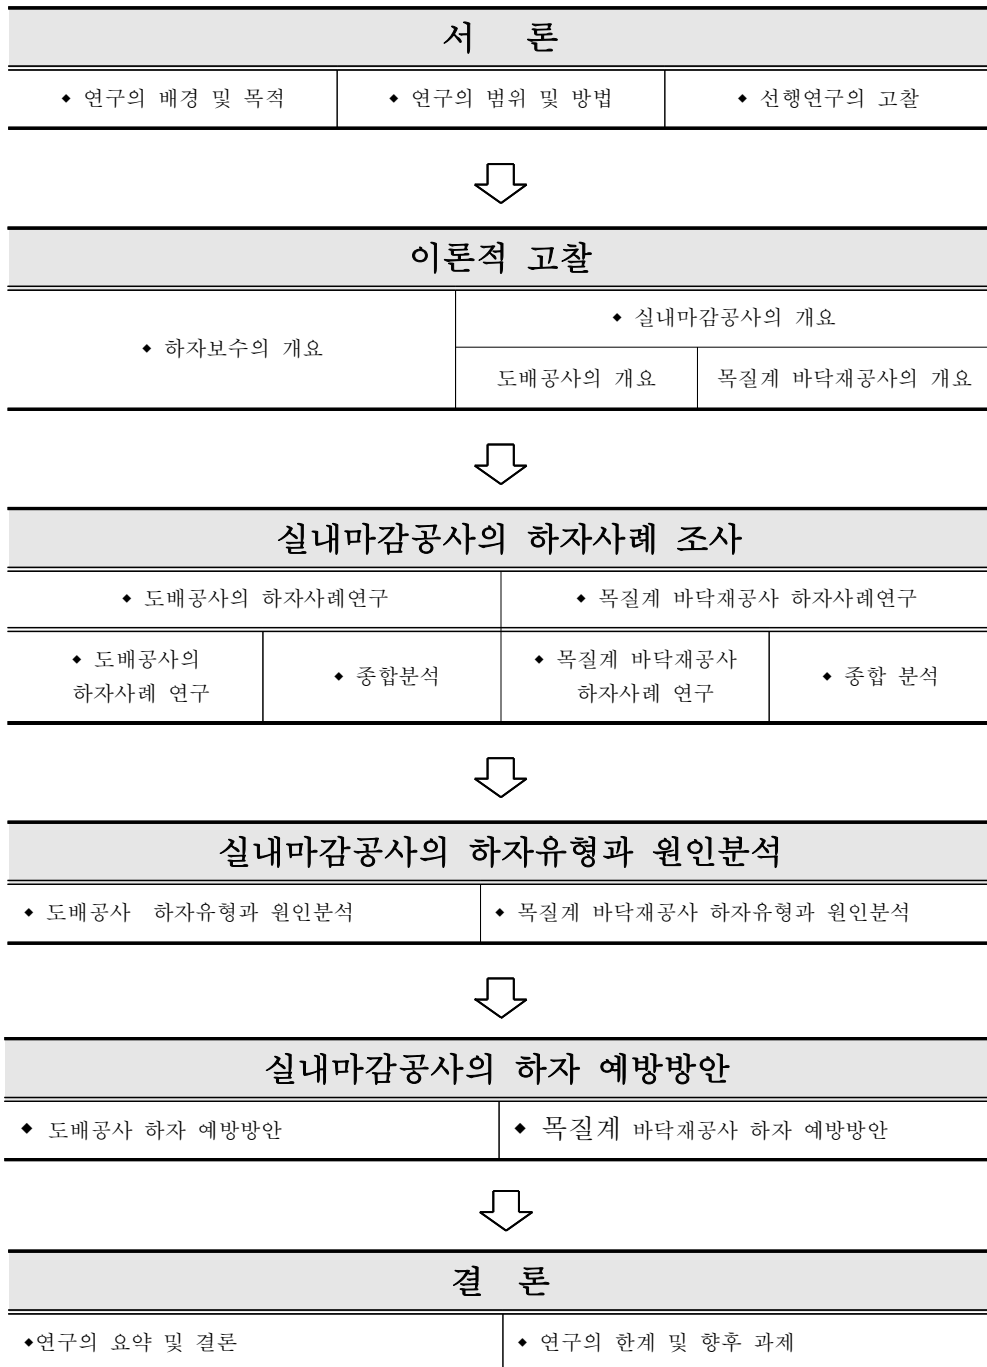 서 론
◆ 연구의 배경 및 목적
◆ 연구의 범위 및 방법
◆ 선행연구의 고찰
이론적 고찰
◆ 하자보수의 개요
◆ 실내마감공사의 개요
도배공사의 개요
목질계 바닥재공사의 개요
실내마감공사의 하자사례 조사
◆ 도배공사의 하자사례연구
◆ 목질계 바닥재공사 하자사례연구
◆ 도배공사의
하자사례 연구
◆ 종합분석
◆ 목질계 바닥재공사
하자사례 연구
◆ 종합 분석
실내마감공사의 하자유형과 원인분석
◆ 도배공사 하자유형과 원인분석
◆ 목질계 바닥재공사 하자유형과 원인분석
실내마감공사의 하자 예방방안
◆ 도배공사 하자 예방방안
◆ 목질계 바닥재공사 하자 예방방안
결 론
◆연구의 요약 및 결론
◆ 연구의 한계 및 향후 과제